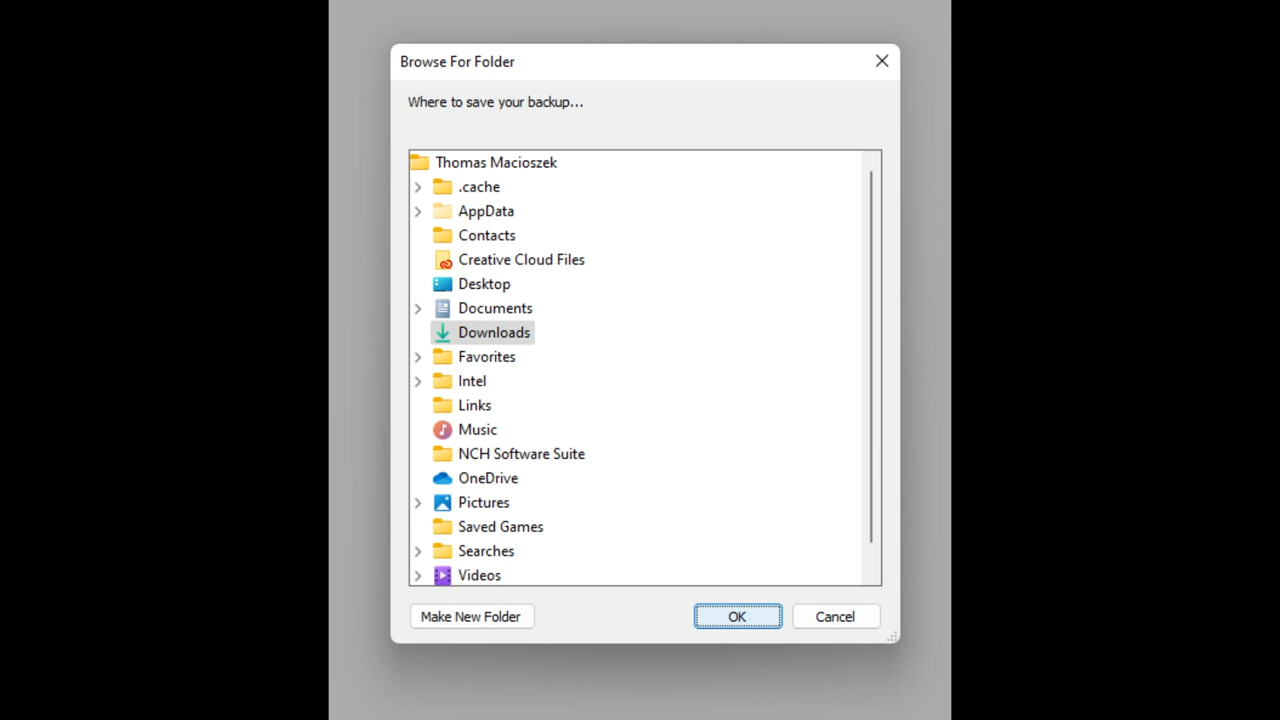 Browse For Folder
Where to save your backup...
Thomas Macioszek
.cache
AppData
Contacts
Creative Cloud Files
Desktop
Documents
Downloads
Favorites
Intel
Links
Music
NCH Software Suite
OneDrive
Pictures
Saved Games
Searches
Videos
Make New Folder
OK
Cancel